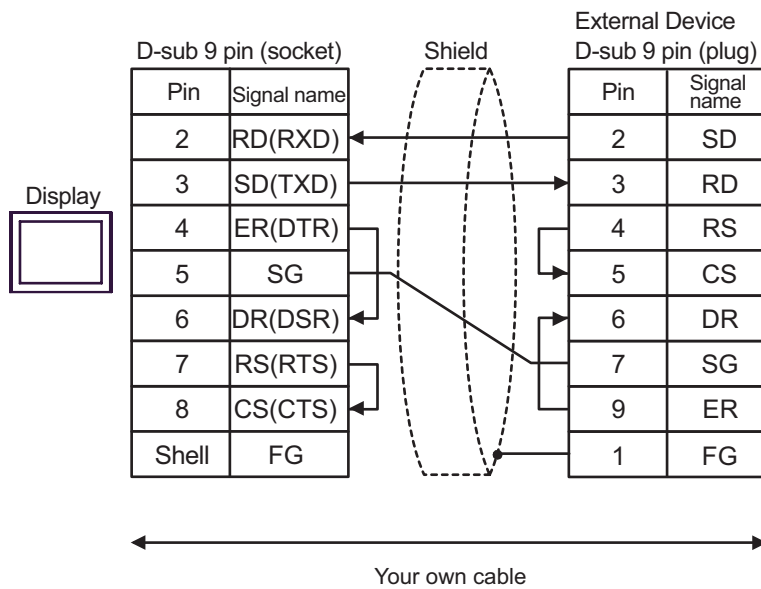 External Device
D-sub 9 pin (socket) Shield D-sub 9 pin (plug)
Pin Signal name Pin Signal name
2 RD(RXD) 2 SD
3 SD(TXD) 3 RD
Display
4 ER(DTR) 4 RS
5 SG 5 CS
6 DR(DSR) 6 DR
7 RS(RTS) 7 SG
8 CS(CTS) 9 ER
Shell FG 1 FG
Your own cable